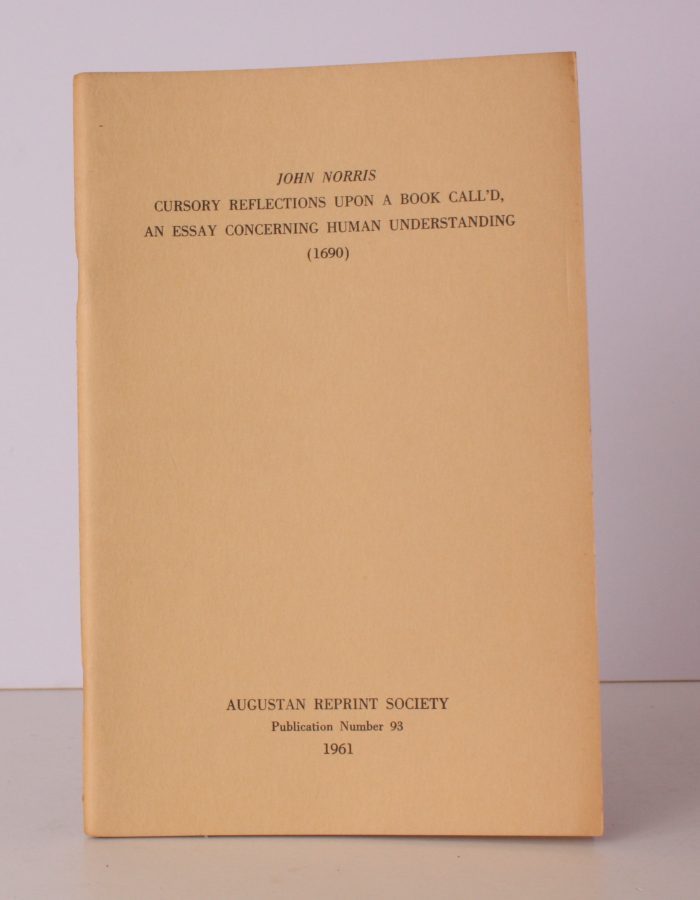 JOHN NORRIS
CURSORY REFLECTIONS UPON A BOOK CALL'D,
AN ESSAY CONCERNING HUMAN UNDERSTANDING
(1690)
AUGUSTAN REPRINT SOCIETY
Publication Number 93
1961